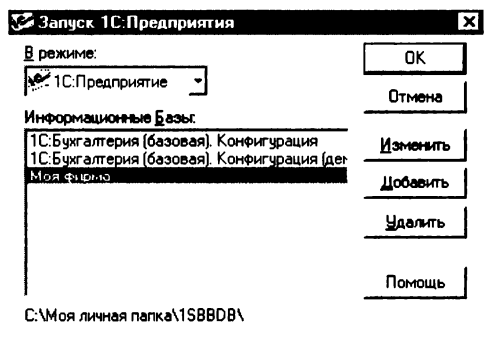 Запуск 1С:Предприятия
В режиме:
1С:Предприятие
Информационные Базы:
1С:Бухгалтерия (базовая). Конфигурация
1С:Бухгалтерия (базовая). Конфигурация (ден
Моя фирма
C:\Моя личная папка\1SBBDB\
OK
Отмена
Изменить
Добавить
Удалить
Помощь